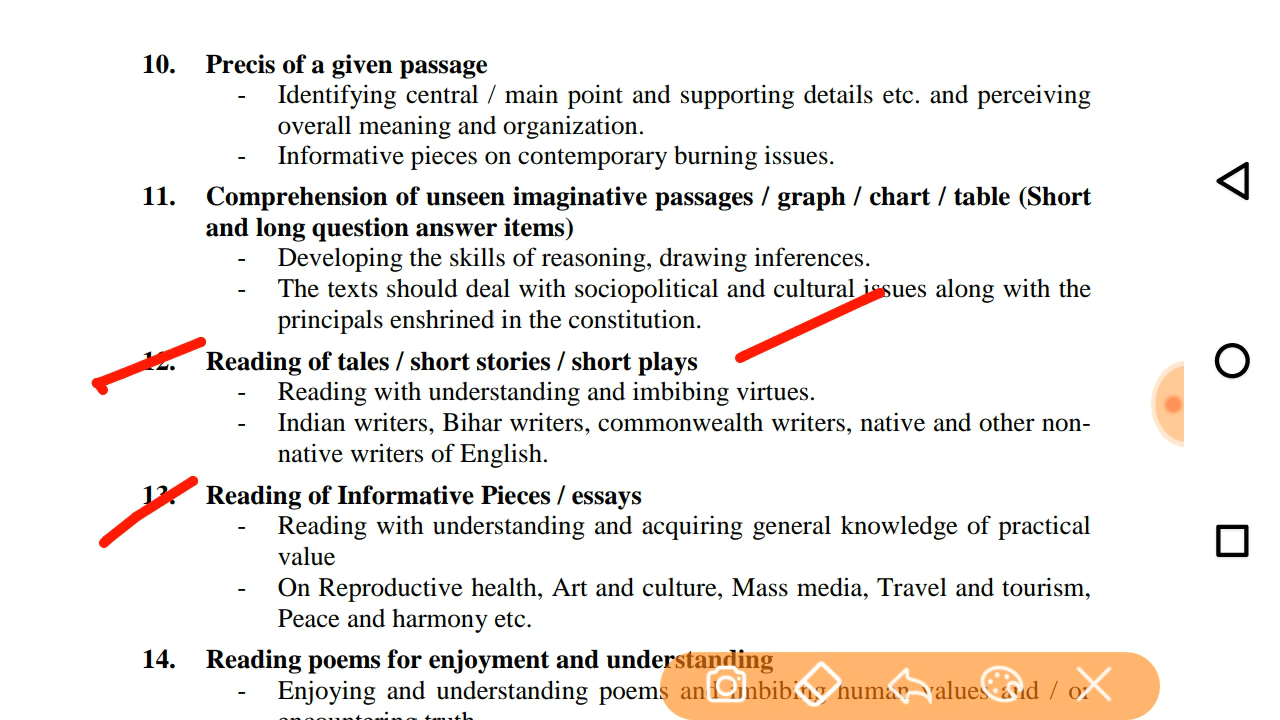 10. Precis of a given passage
- Identifying central / main point and supporting details etc. and perceiving
overall meaning and organization.
- Informative pieces on contemporary burning issues.
11. Comprehension of unseen imaginative passages / graph / chart / table (Short
and long question answer items)
- Developing the skills of reasoning, drawing inferences.
- The texts should deal with sociopolitical and cultural issues along with the
principals enshrined in the constitution.
12. Reading of tales / short stories / short plays
- Reading with understanding and imbibing virtues.
- Indian writers, Bihar writers, commonwealth writers, native and other non-
native writers of English.
13. Reading of Informative Pieces / essays
- Reading with understanding and acquiring general knowledge of practical
value
- On Reproductive health, Art and culture, Mass media, Travel and tourism,
Peace and harmony etc.
14. Reading poems for enjoyment and understanding
- Enjoying and understanding poems and imbibing human values and / or
encountering truth